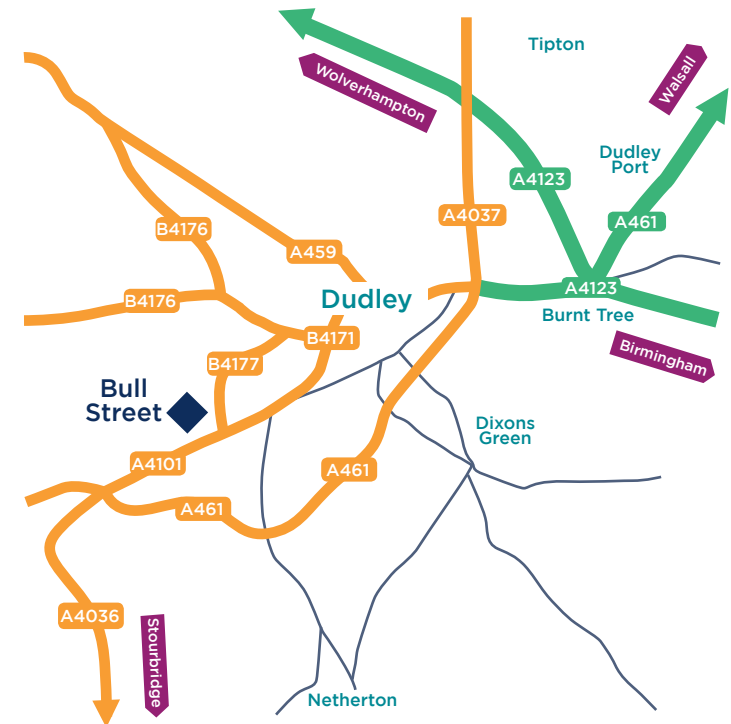 Tipton
Wolverhampton
Walsall
Dudley
Port
A4123
A4037
A461
B4176
A459
A4123
B4176
Dudley
Burnt Tree
B4171
Birmingham
B4177
Bull
Street
Dixons
Green
A4101
A461
A461
A4036
Stourbridge
Netherton